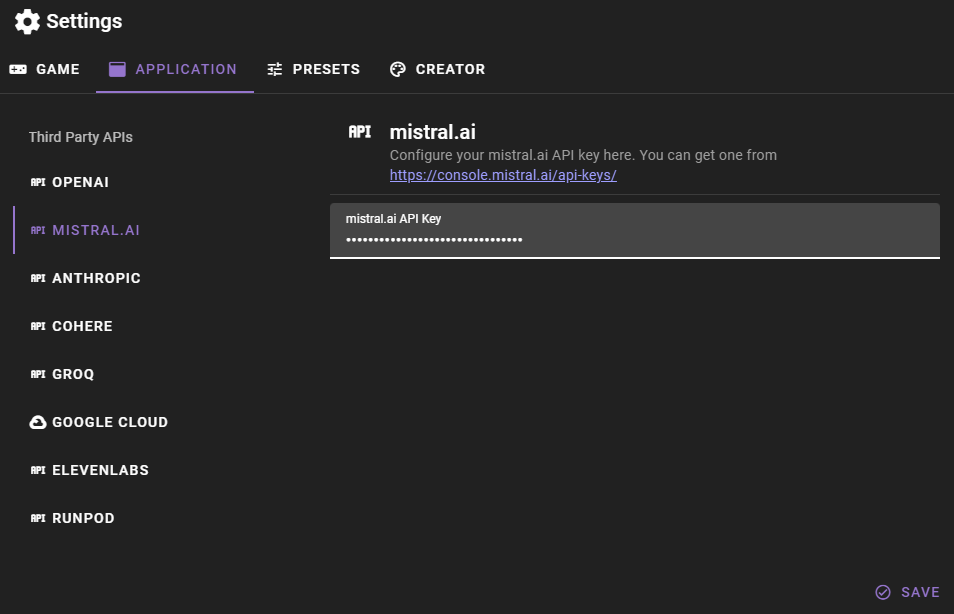 Settings
GAME APPLICATION PRESETS CREATOR
Third Party APIs
API OPENAI
API MISTRAL.AI
API ANTHROPIC
API COHERE
API GROQ
GOOGLE CLOUD
API ELEVENLABS
API RUNPOD
API mistral.ai
Configure your mistral.ai API key here. You can get one from
https://console.mistral.ai/api-keys/
mistral.ai API Key
••••••••••••••••••••••••••••••••
SAVE